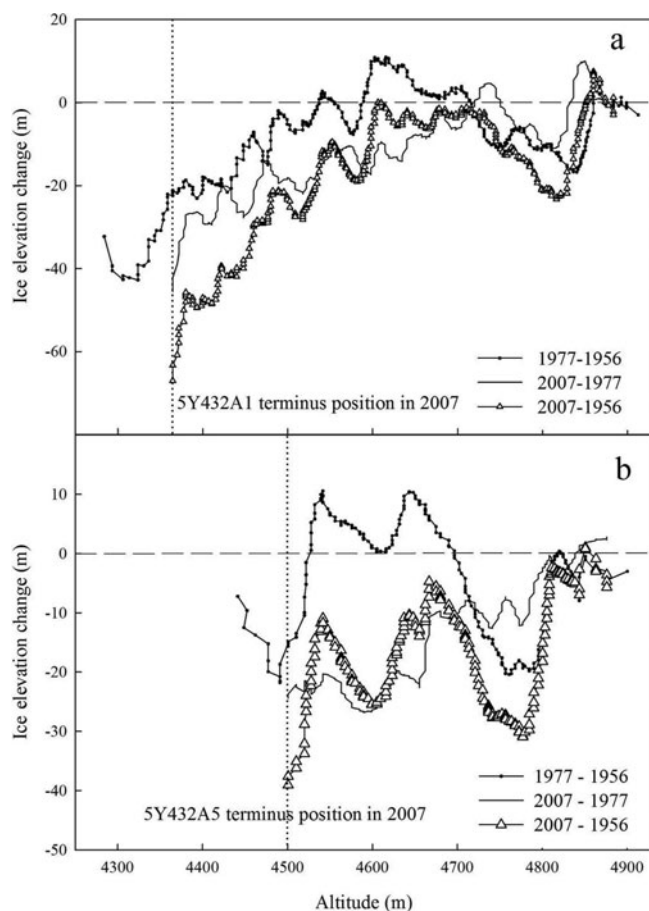 20
a
0
-20
-40
-60
Ice elevation change (m)
1977-1956
2007-1977
2007-1956
5Y432A1 terminus position in 2007
b
10
0
-10
-20
-30
-40
-50
Ice elevation change (m)
1977 - 1956
2007 - 1977
2007 - 1956
5Y432A5 terminus position in 2007
4300 4400 4500 4600 4700 4800 4900
Altitude (m)